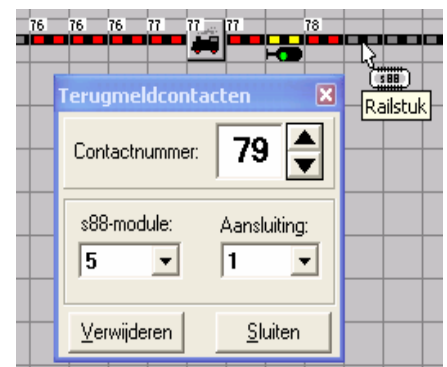 76 76 76 77 77 77 78
s88
Railstuk
Terugmeldcontacten
Contactnummer: 79
s88-module: Aansluiting:
5 1
Verwijderen Sluiten